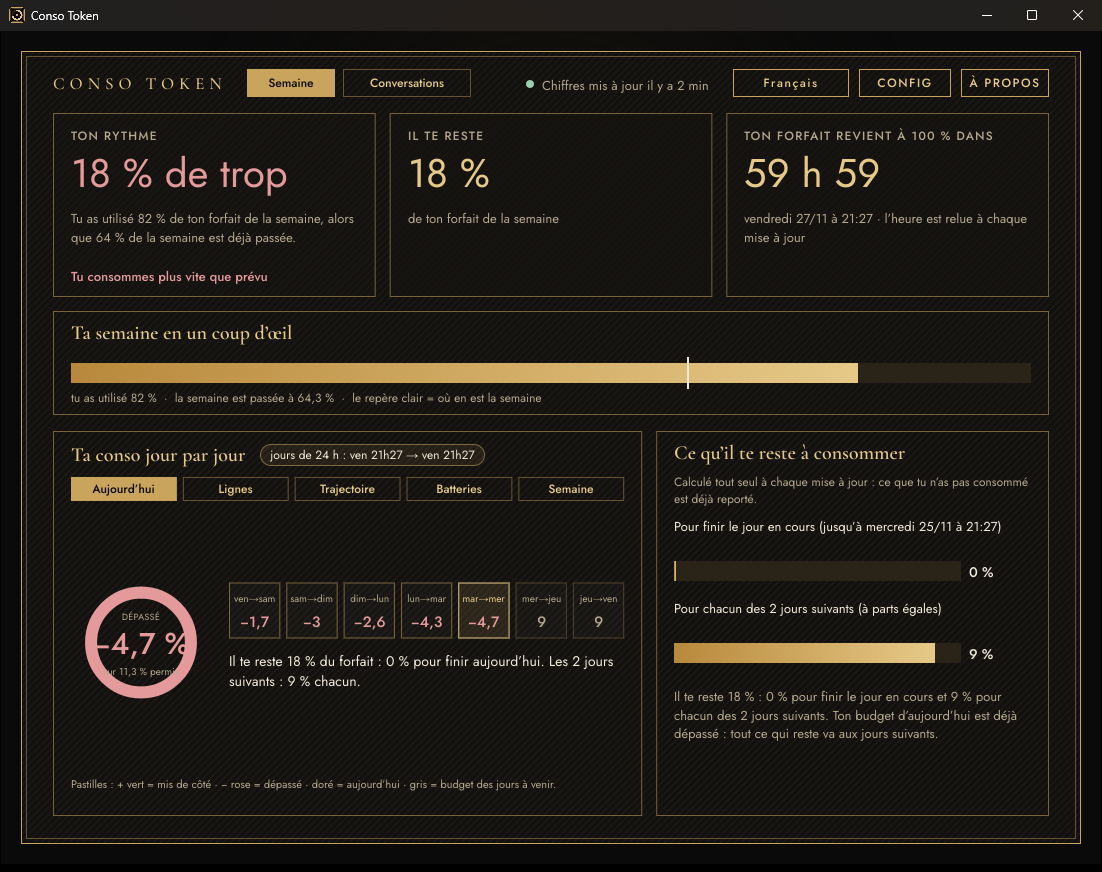 Conso Token
CONSO TOKEN
Semaine
Conversations
Chiffres mis à jour il y a 2 min
Français
CONFIG
À PROPOS
TON RYTHME
18 % de trop
Tu as utilisé 82 % de ton forfait de la semaine, alors
que 64 % de la semaine est déjà passée.
Tu consommes plus vite que prévu
IL TE RESTE
18 %
de ton forfait de la semaine
TON FORFAIT REVIENT À 100 % DANS
59 h 59
vendredi 27/11 à 21:27 · l’heure est relue à chaque
mise à jour
Ta semaine en un coup d’œil
tu as utilisé 82 % · la semaine est passée à 64,3 % · le repère clair = où en est la semaine
Ta conso jour par jour
jours de 24 h : ven 21h27 → ven 21h27
Aujourd’hui
Lignes
Trajectoire
Batteries
Semaine
DÉPASSÉ
−4,7 %
11,3 % permi
ven→sam
−1,7
sam→dim
−3
dim→lun
−2,6
lun→mar
−4,3
mar→mer
−4,7
mer→jeu
9
jeu→ven
9
Il te reste 18 % du forfait : 0 % pour finir aujourd’hui. Les 2 jours
suivants : 9 % chacun.
Pastilles : + vert = mis de côté · − rose = dépassé · doré = aujourd’hui · gris = budget des jours à venir.
Ce qu’il te reste à consommer
Calculé tout seul à chaque mise à jour : ce que tu n’as pas consommé
est déjà reporté.
Pour finir le jour en cours (jusqu’à mercredi 25/11 à 21:27)
0 %
Pour chacun des 2 jours suivants (à parts égales)
9 %
Il te reste 18 % : 0 % pour finir le jour en cours et 9 % pour
chacun des 2 jours suivants. Ton budget d’aujourd’hui est déjà
dépassé : tout ce qui reste va aux jours suivants.